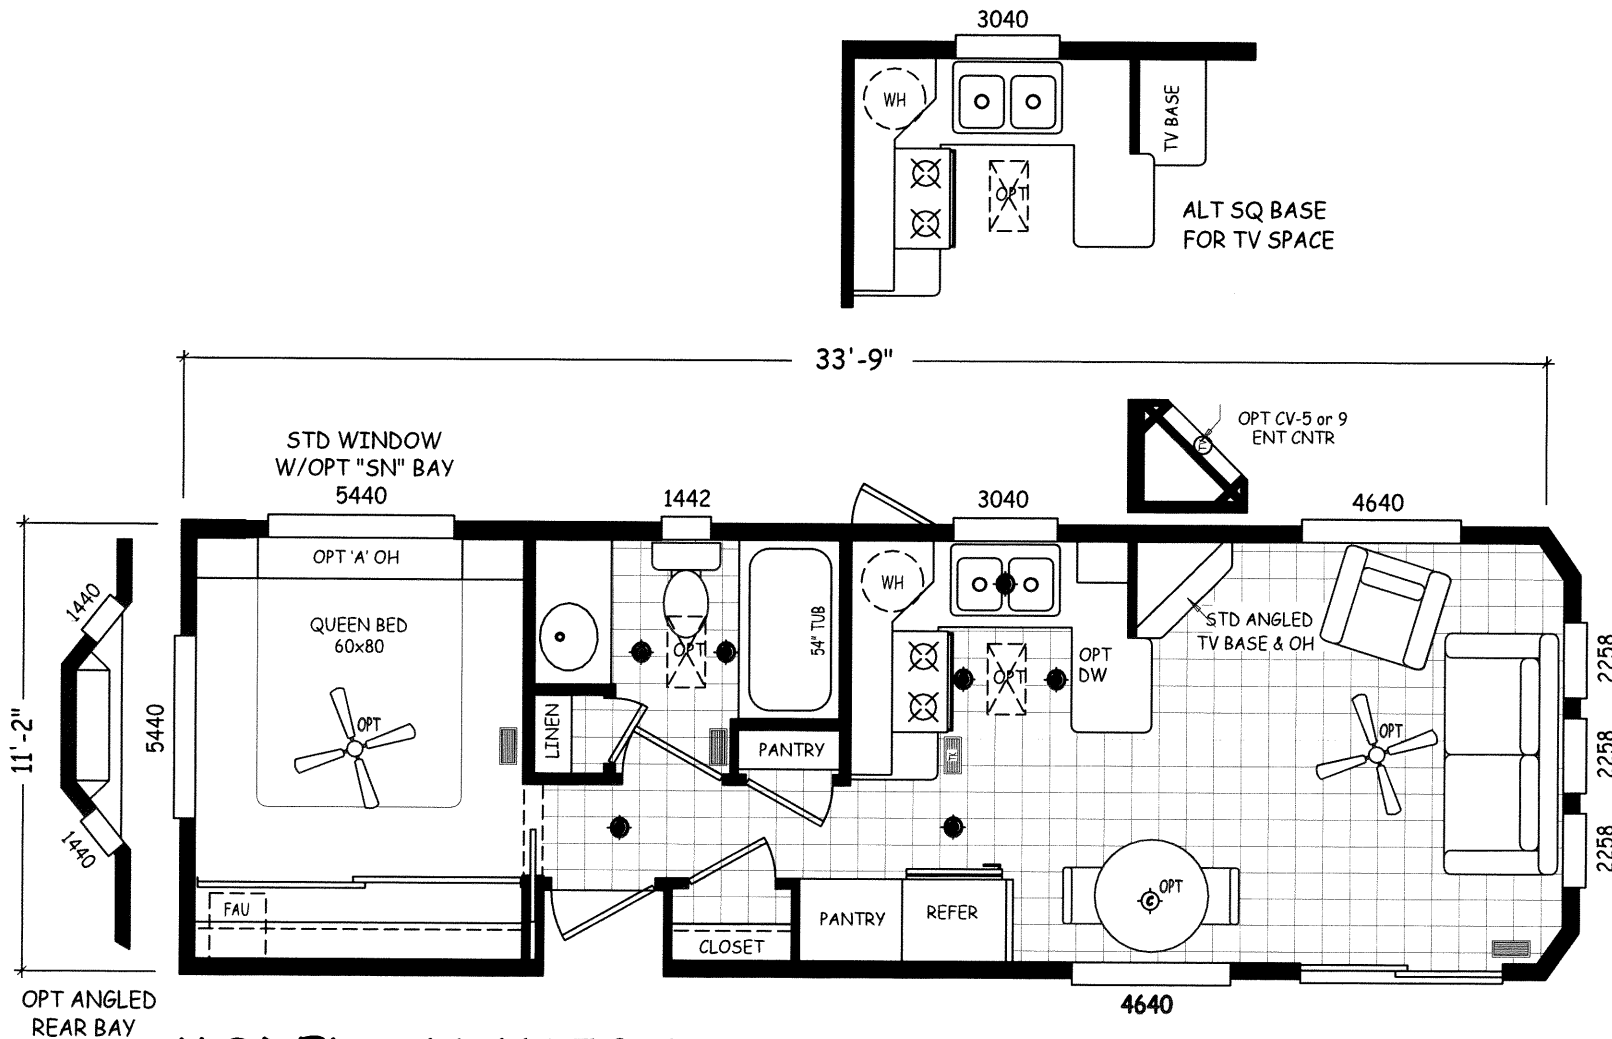 3040
WH
TV BASE
OPT
ALT SQ BASE
FOR TV SPACE
33'-9"
OPT CV-5 or 9
ENT CNTR
TV
STD WINDOW
W/OPT "SN" BAY
5440
1442
3040
4640
OPT 'A' OH
1440
QUEEN BED
60x80
54" TUB
WH
STD ANGLED
TV BASE & OH
OPT
OPT
OPT
DW
2258
11'-2"
5440
OPT
LINEN
PANTRY
OPT
2258
1440
2258
FAU
CLOSET
PANTRY
REFER
OPT
C
4640
OPT ANGLED
REAR BAY